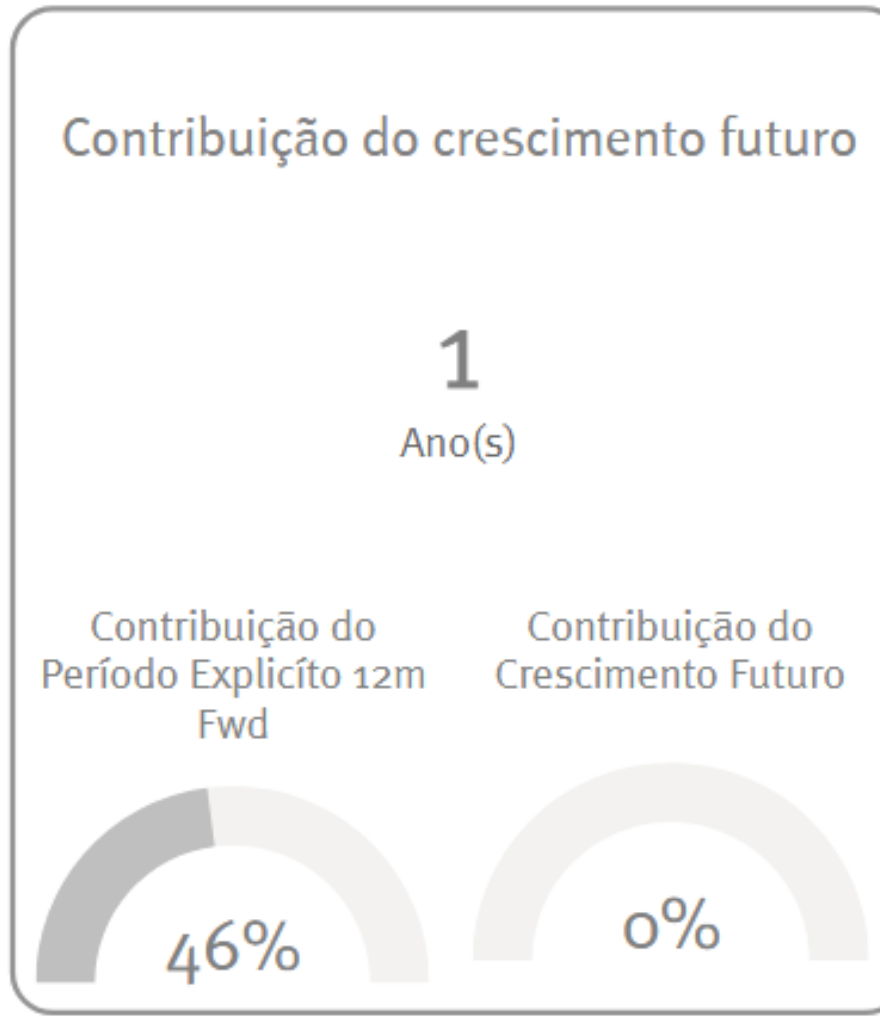 Contribuição do crescimento futuro
1
Ano(s)
Contribuição do
Período Explicíto 12m
Fwd
Contribuição do
Crescimento Futuro
46%
0%